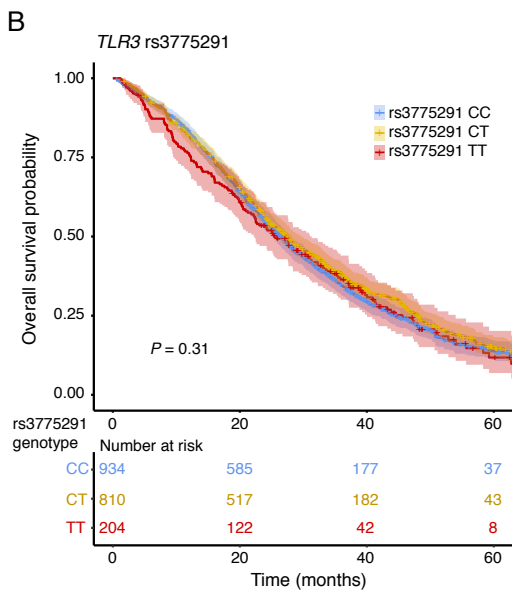 B
TLR3 rs3775291
1.00
0.75
0.50
0.25
0.00
Overall survival probability
rs3775291 CC
rs3775291 CT
rs3775291 TT
P = 0.31
0 20 40 60
rs3775291
genotype
Number at risk
CC 934 585 177 37
CT 810 517 182 43
TT 204 122 42 8
0 20 40 60
Time (months)